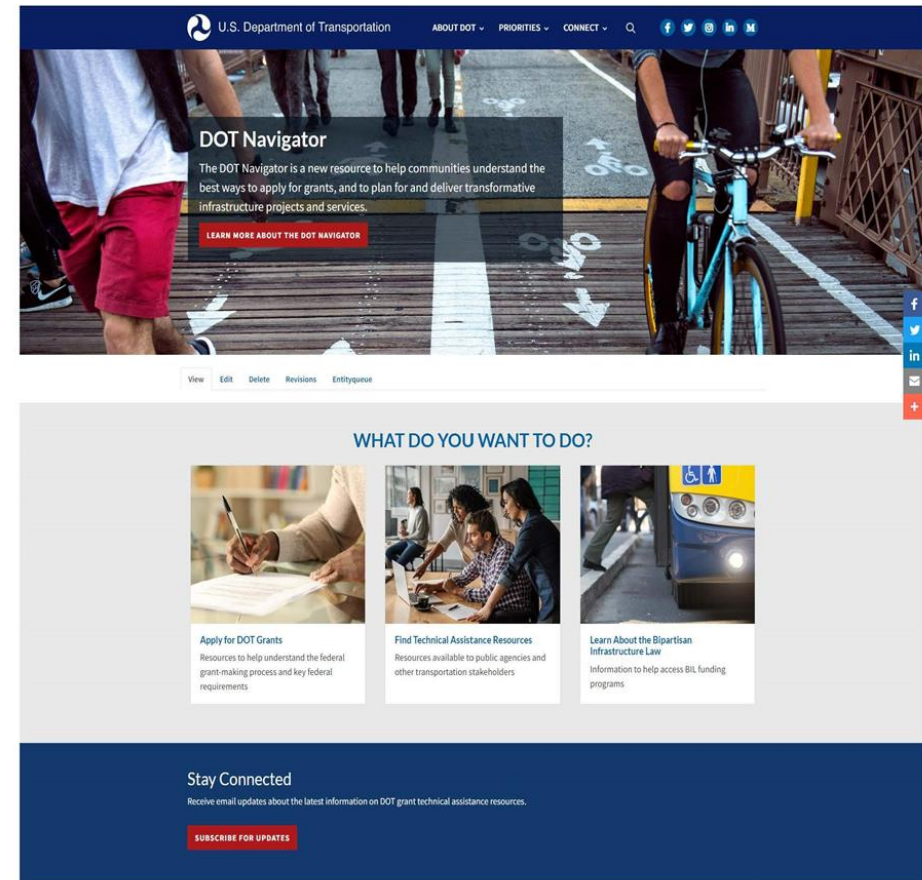 U.S. Department of Transportation
ABOUT DOT
PRIORITIES
CONNECT
DOT Navigator
The DOT Navigator is a new resource to help communities understand the
best ways to apply for grants, and to plan for and deliver transformative
infrastructure projects and services.
LEARN MORE ABOUT THE DOT NAVIGATOR
View Edit Delete Revisions Entityqueue
WHAT DO YOU WANT TO DO?
Apply for DOT Grants
Resources to help understand the federal
grant-making process and key federal
requirements
Find Technical Assistance Resources
Resources available to public agencies and
other transportation stakeholders
Learn About the Bipartisan
Infrastructure Law
Information to help access BIL funding
programs
Stay Connected
Receive email updates about the latest information on DOT grant technical assistance resources.
SUBSCRIBE FOR UPDATES